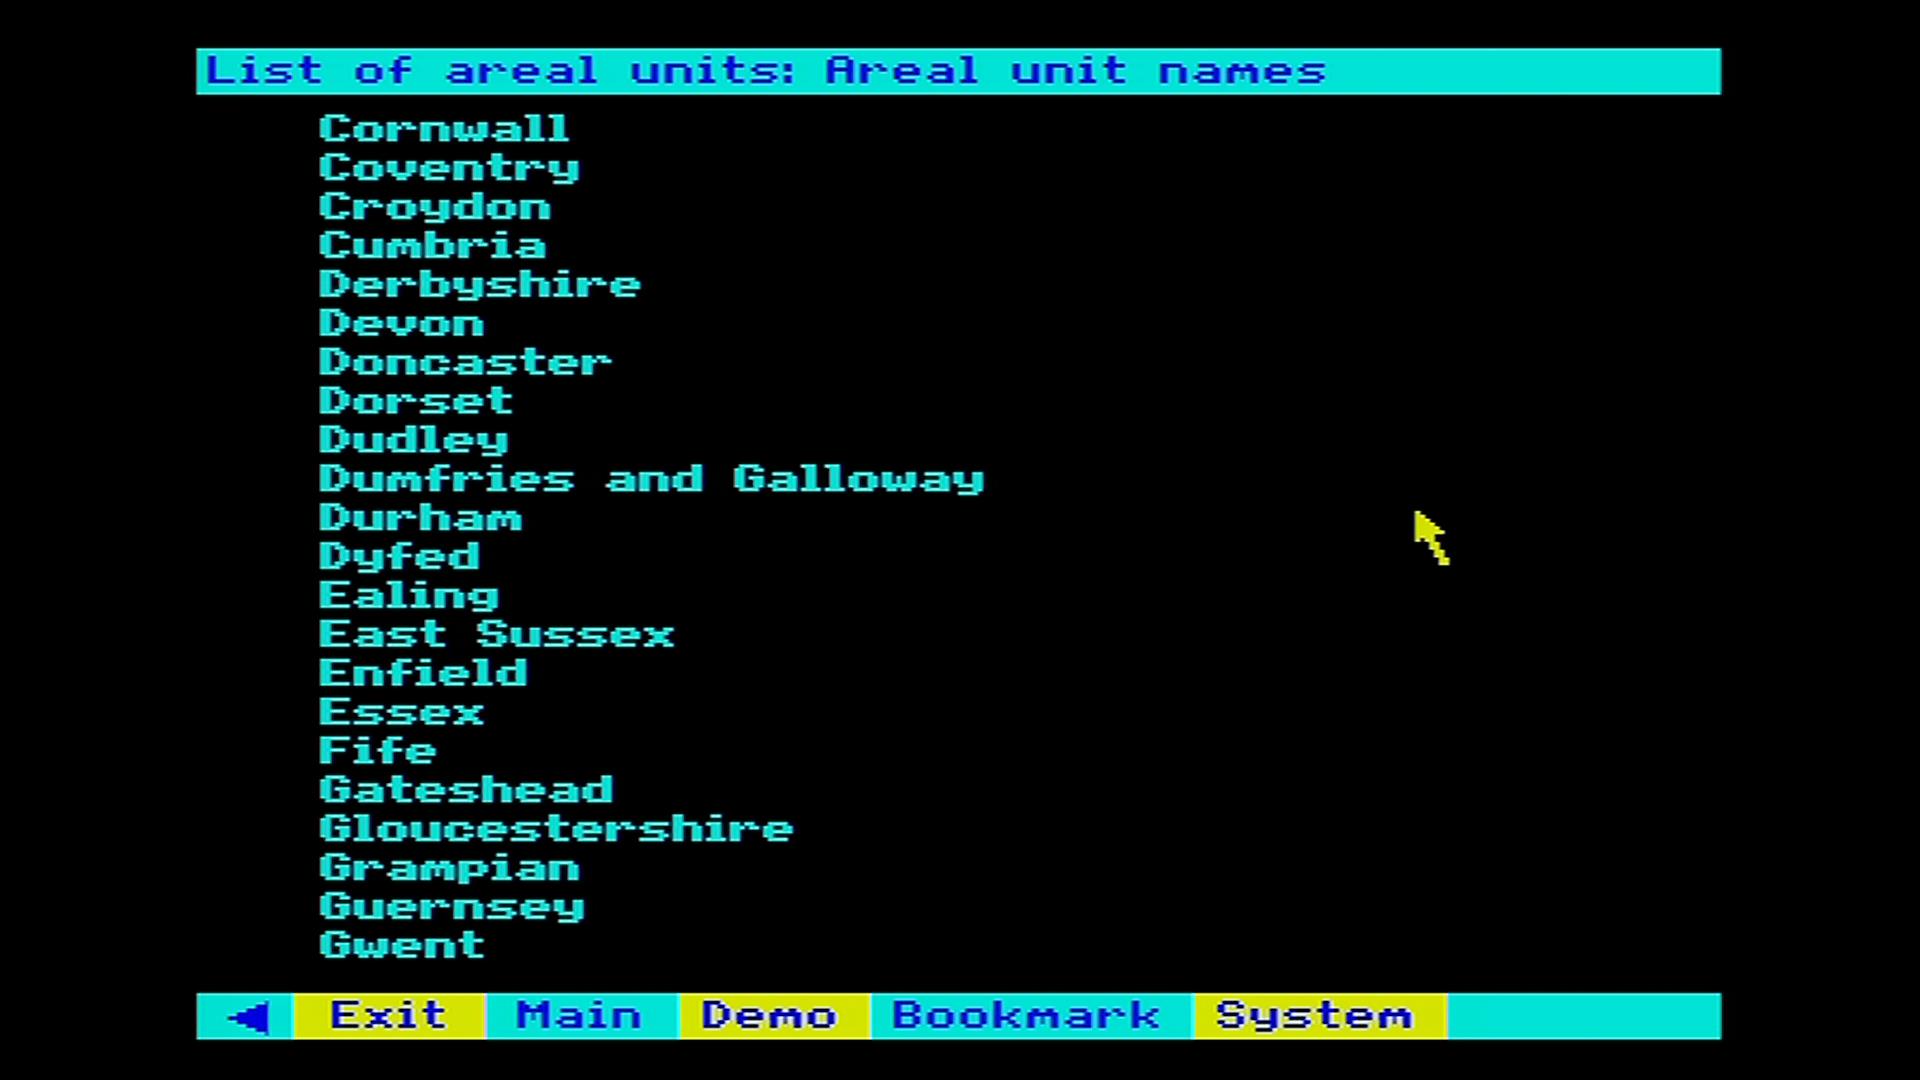 List of areal units: Areal unit names
Cornwall
Coventry
Croydon
Cumbria
Derbyshire
Devon
Doncaster
Dorset
Dudley
Dumfries and Galloway
Durham
Dyfed
Ealing
East Sussex
Enfield
Essex
Fife
Gateshead
Gloucestershire
Grampian
Guernsey
Gwent
Exit Main Demo Bookmark System